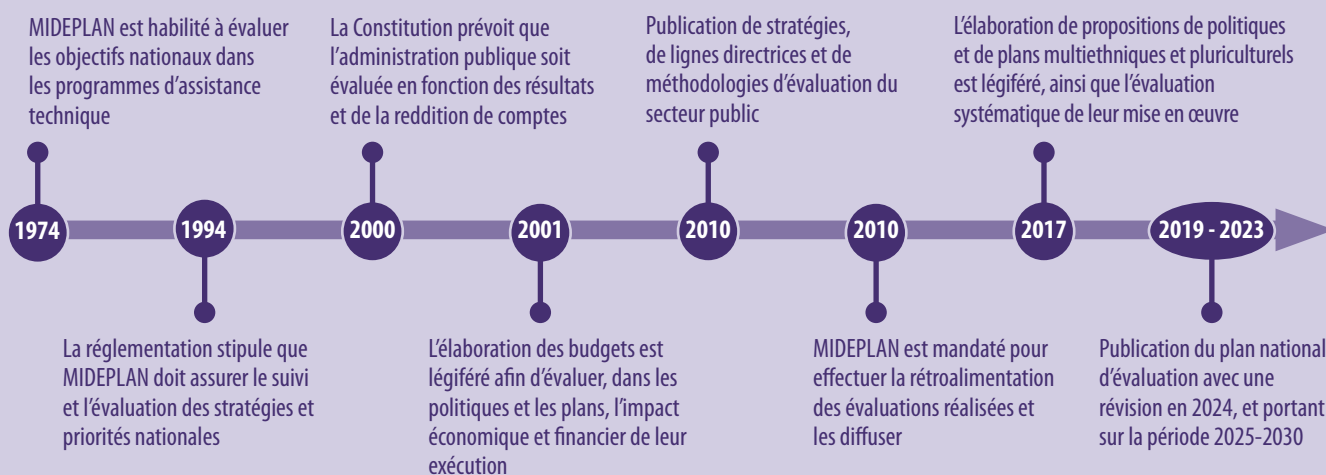 MIDEPLAN est habilité à évaluer
les objectifs nationaux dans
les programmes d’assistance
technique
La Constitution prévoit que
l’administration publique soit
évaluée en fonction des résultats
et de la reddition de comptes
Publication de stratégies,
de lignes directrices et de
méthodologies d’évaluation du
secteur public
L’élaboration de propositions de politiques
et de plans multiethniques et pluriculturels
est légiféré, ainsi que l’évaluation
systématique de leur mise en œuvre
1974
1994
2000
2001
2010
2010
2017
2019 - 2023
La réglementation stipule que
MIDEPLAN doit assurer le suivi
et l’évaluation des stratégies et
priorités nationales
L’élaboration des budgets est
légiféré afin d’évaluer, dans les
politiques et les plans, l’impact
économique et financier de leur
exécution
MIDEPLAN est mandaté pour
effectuer la rétroalimentation
des évaluations réalisées et
les diffuser
Publication du plan national
d’évaluation avec une
révision en 2024, et portant
sur la période 2025-2030